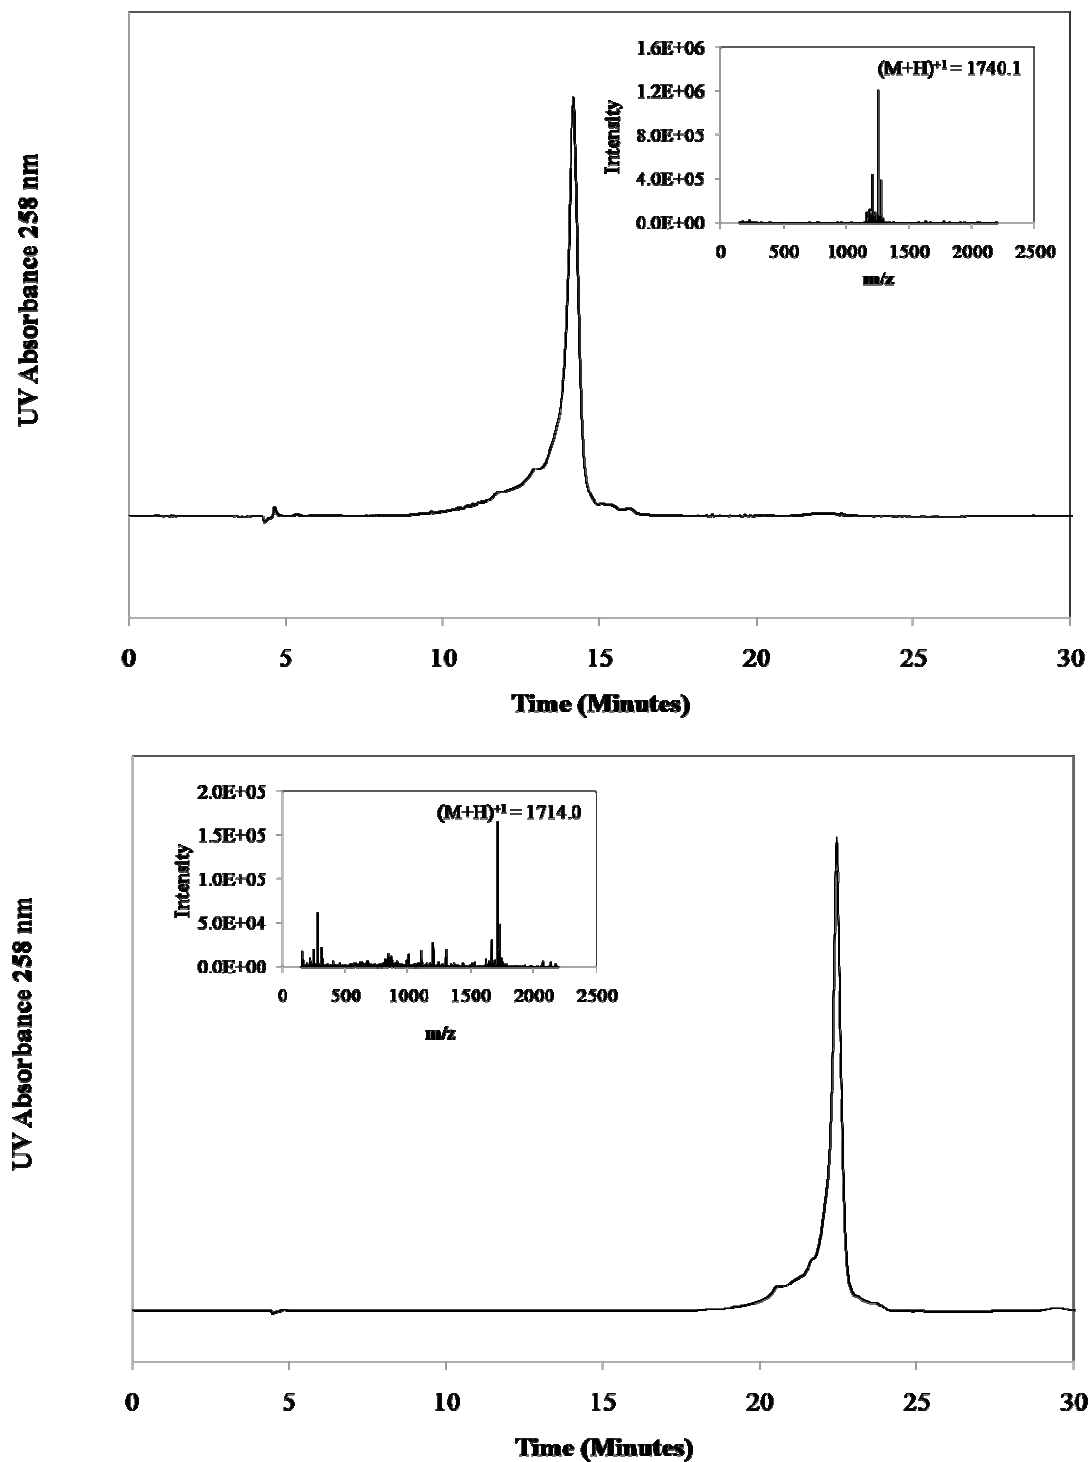 1.6E+06
(M+H)⁺¹ = 1740.1
1.2E+06
8.0E+05
4.0E+05
0.0E+00
Intensity
0 500 1000 1500 2000 2500
m/z
UV Absorbance 258 nm
0 5 10 15 20 25 30
Time (Minutes)
2.0E+05
(M+H)⁺¹ = 1714.0
1.5E+05
1.0E+05
5.0E+04
0.0E+00
Intensity
0 500 1000 1500 2000 2500
m/z
UV Absorbance 258 nm
0 5 10 15 20 25 30
Time (Minutes)